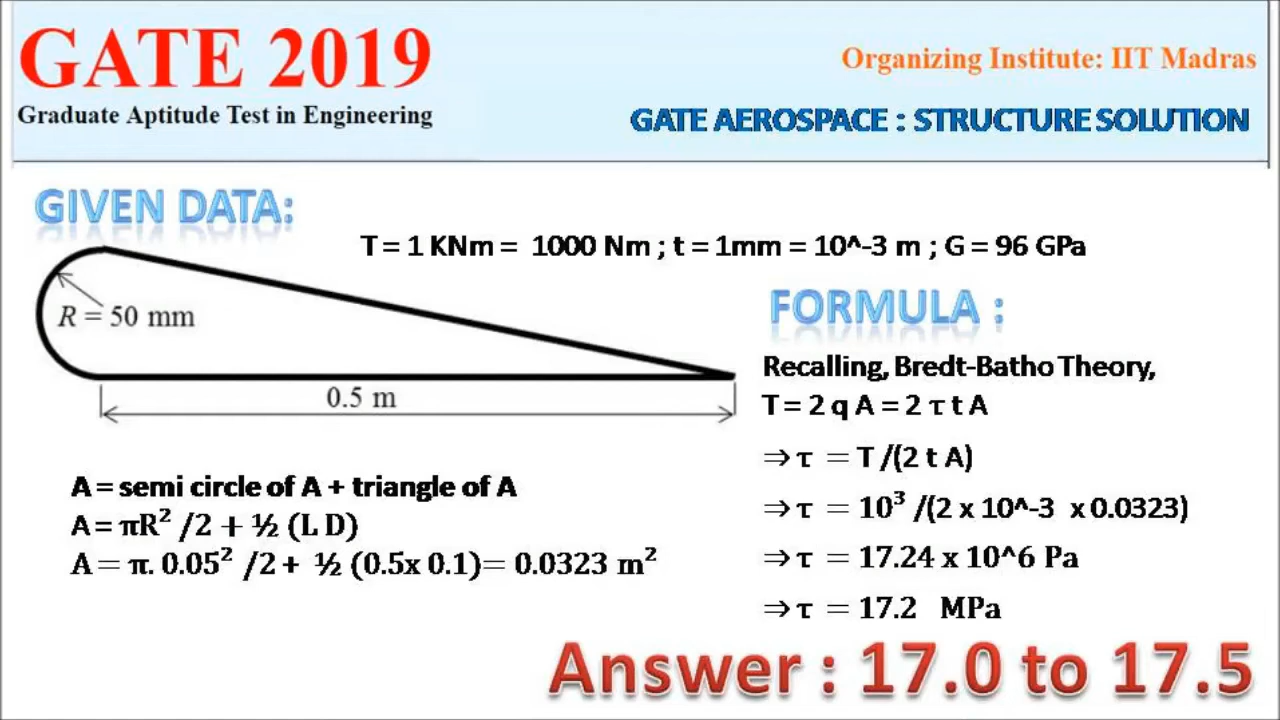 GATE 2019
Graduate Aptitude Test in Engineering
Organizing Institute: IIT Madras
GATE AEROSPACE : STRUCTURE SOLUTION
GIVEN DATA:
T = 1 KNm = 1000 Nm ; t = 1mm = 10^-3 m ; G = 96 GPa
R = 50 mm
0.5 m
A = semi circle of A + triangle of A
A = πR² /2 + ½ (L D)
A = π. 0.05² /2 + ½ (0.5x 0.1)= 0.0323 m²
FORMULA :
Recalling, Bredt-Batho Theory,
T = 2 q A = 2 τ t A
⇒ τ = T /(2 t A)
⇒ τ = 10³ /(2 x 10^-3 x 0.0323)
⇒ τ = 17.24 x 10^6 Pa
⇒ τ = 17.2 MPa
Answer : 17.0 to 17.5